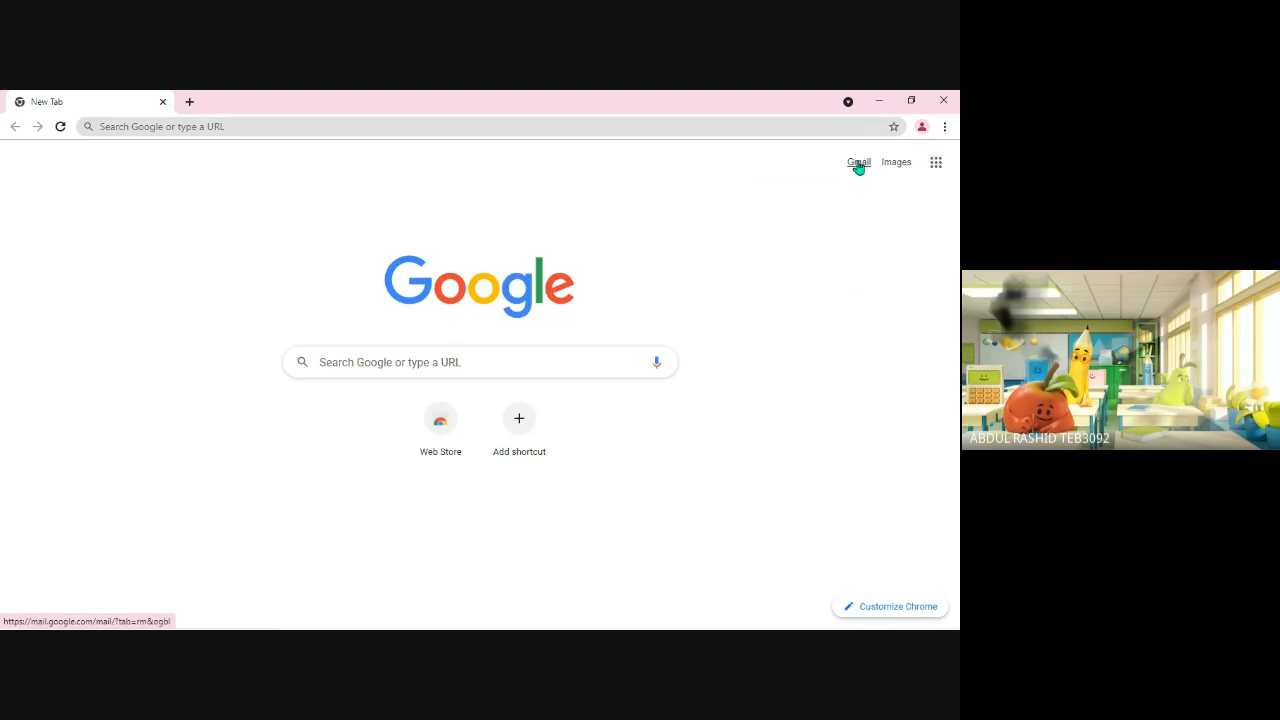 New Tab
Search Google or type a URL
Gmail Images
Google
Search Google or type a URL
Web Store Add shortcut
Customize Chrome
https://mail.google.com/mail/?tab=rm&ogbl
ABDUL RASHID TEB3092